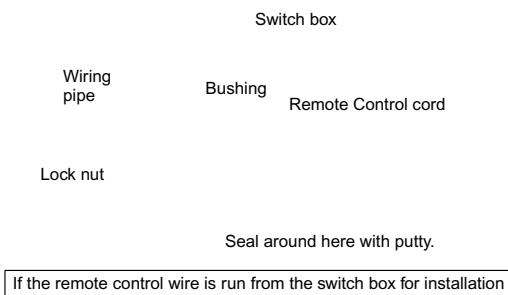 Switch box
Wiring
pipe
Bushing
Remote Control cord
Lock nut
Seal around here with putty.
If the remote control wire is run from the switch box for installation